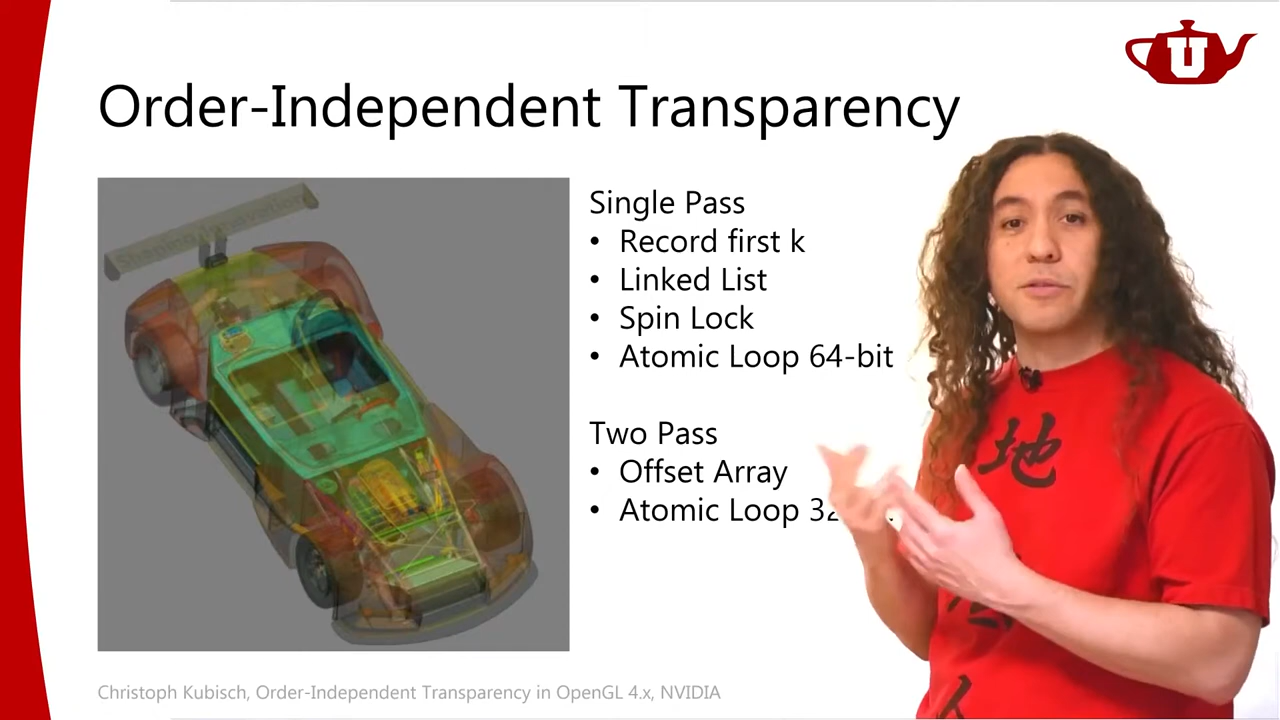 U
Order-Independent Transparency
Single Pass
• Record first k
• Linked List
• Spin Lock
• Atomic Loop 64-bit
Two Pass
• Offset Array
• Atomic Loop
地
Christoph Kubisch, Order-Independent Transparency in OpenGL 4.x, NVIDIA